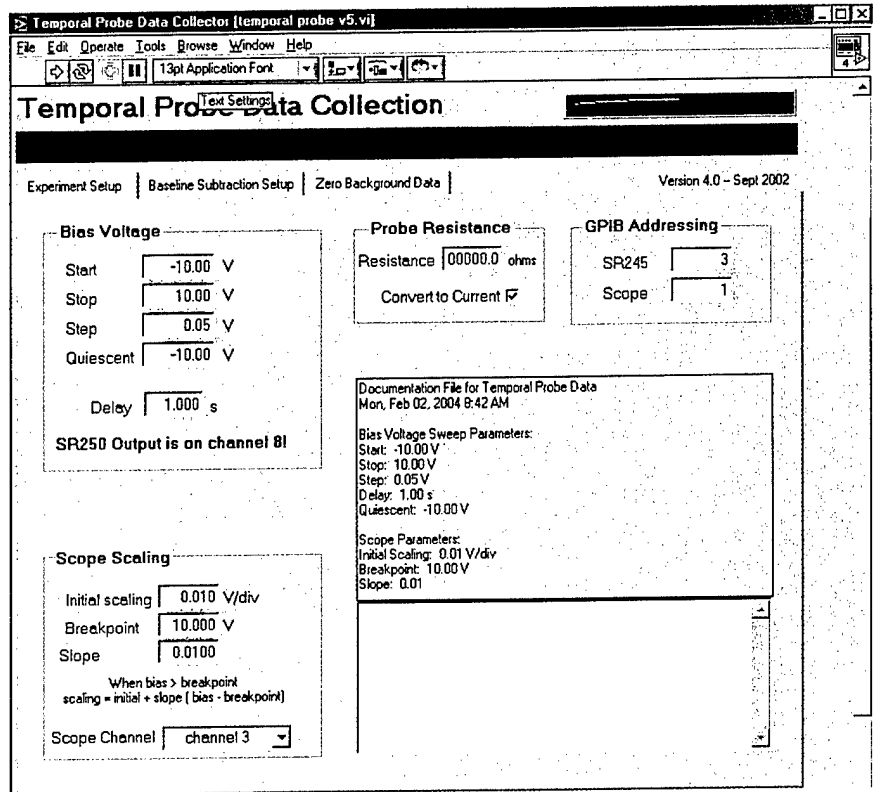 Temporal Probe Data Collector [temporal probe v5.vi]
File Edit Operate Tools Browse Window Help
13pt Application Font
4
Text Settings
Temporal Probe Data Collection
Experiment Setup Baseline Subtraction Setup Zero Background Data
Version 4.0 – Sept 2002
Bias Voltage
Start -10.00 V
Stop 10.00 V
Step 0.05 V
Quiescent -10.00 V
Delay 1.000 s
SR250 Output is on channel 8!
Probe Resistance
Resistance 00000.0 ohms
Convert to Current
GPIB Addressing
SR245 3
Scope 1
Documentation File for Temporal Probe Data
Mon, Feb 02, 2004 8:42 AM
Bias Voltage Sweep Parameters:
Start: -10.00 V
Stop: 10.00 V
Step: 0.05 V
Delay: 1.00 s
Quiescent: -10.00 V
Scope Parameters:
Initial Scaling: 0.01 V/div
Breakpoint: 10.00 V
Slope: 0.01
Scope Scaling
Initial scaling 0.010 V/div
Breakpoint 10.000 V
Slope 0.0100
When bias > breakpoint
scaling = initial + slope ( bias - breakpoint)
Scope Channel channel 3